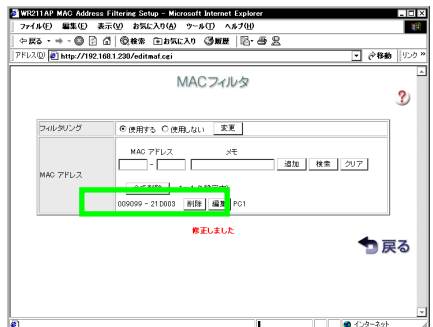 WR211AP MAC Address Filtering Setup - Microsoft Internet Explorer
ファイル(F) 編集(E) 表示(V) お気に入り(A) ツール(T) ヘルプ(H)
戻る 検索 お気に入り 履歴
アドレス(D) http://192.168.1.230/editmaf.cgi 移動 リンク »
MACフィルタ
?
フィルタリング 使用する 使用しない 変更
MAC アドレス メモ
MAC アドレス - 追加 検索 クリア
009099 - 21D003 削除 編集 PC1
修正しました
戻る
インターネット